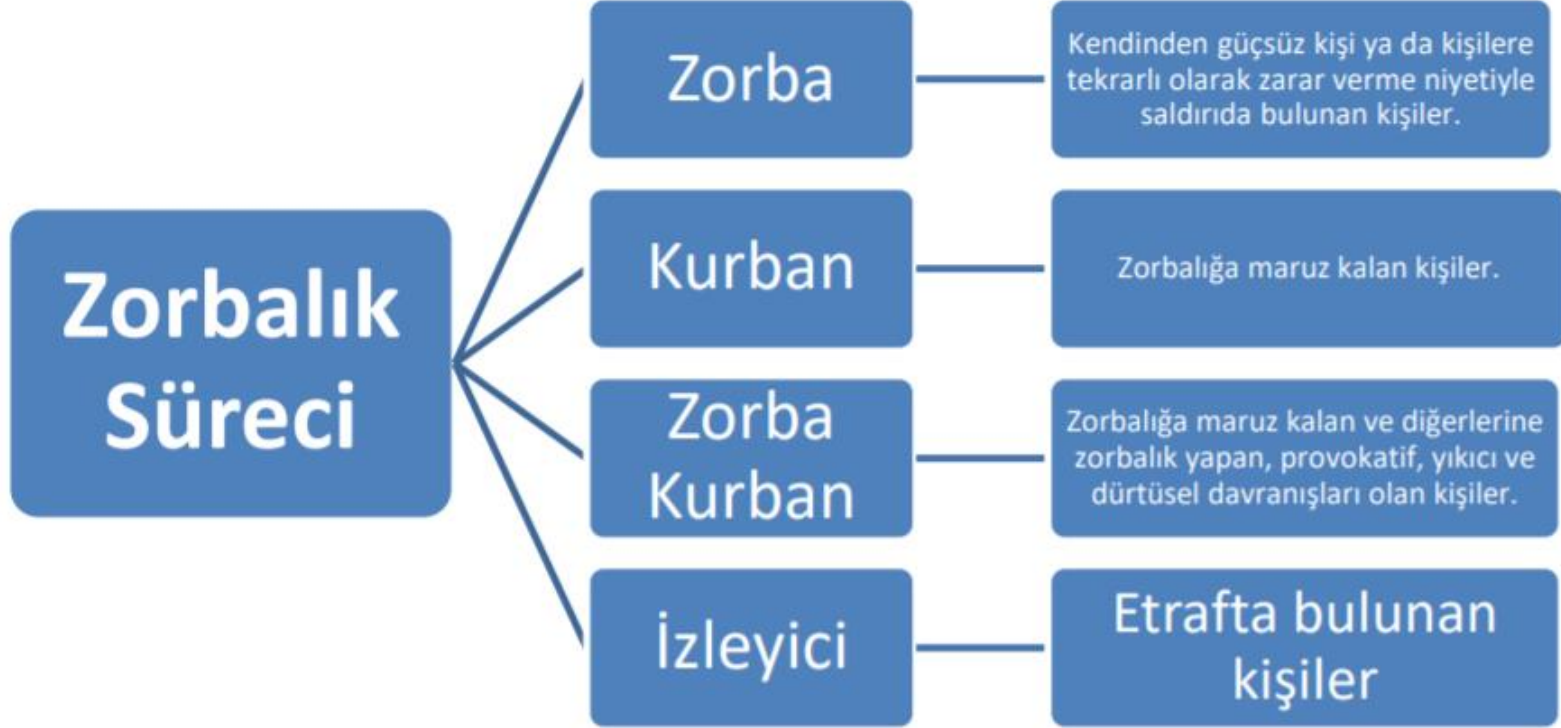 Zorbalık
Süreci
Zorba
Kendinden güçsüz kişi ya da kişilere
tekrarlı olarak zarar verme niyetiyle
saldırıda bulunan kişiler.
Kurban
Zorbalığa maruz kalan kişiler.
Zorba
Kurban
Zorbalığa maruz kalan ve diğerlerine
zorbalık yapan, provokatif, yıkıcı ve
dürtüsel davranışları olan kişiler.
İzleyici
Etrafta bulunan
kişiler